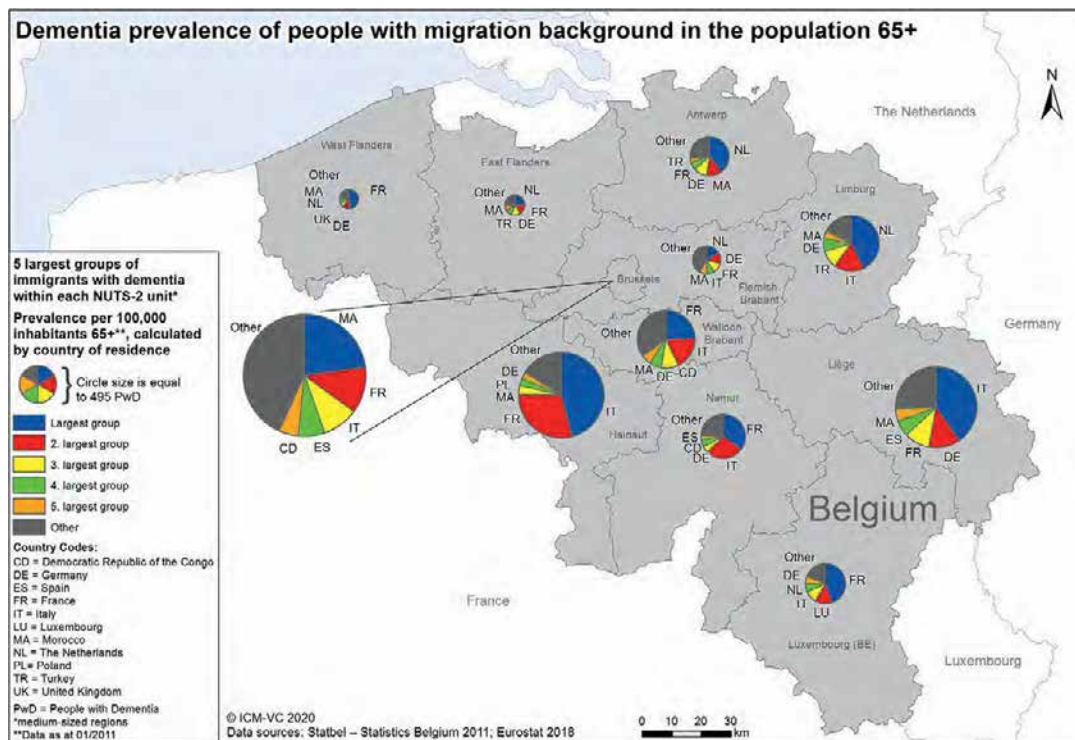 Dementia prevalence of people with migration background in the population 65+
N
The Netherlands
Antwerp
Other
NL
TR
FR
DE
MA
West Flanders
Other
MA
NL
UK
DE
FR
East Flanders
Other
NL
MA
FR
TR
DE
Limburg
Other
NL
MA
DE
TR
IT
Other
NL
DE
FR
IT
MA
Flemish Brabant
Brussels
Other
MA
FR
IT
ES
CD
Other
FR
Walloon Brabant
IT
CD
DE
MA
Germany
Liège
Other
IT
MA
ES
FR
DE
Other
DE
PL
MA
FR
IT
Hainaut
Namur
Other
FR
ES
CD
DE
IT
Belgium
Other
DE
FR
NL
IT
LU
Luxembourg (BE)
Luxembourg
France
5 largest groups of
immigrants with dementia
within each NUTS-2 unit*
Prevalence per 100,000
inhabitants 65+**, calculated
by country of residence
Circle size is equal
to 495 PwD
Largest group
2. largest group
3. largest group
4. largest group
5. largest group
Other
Country Codes:
CD = Democratic Republic of the Congo
DE = Germany
ES = Spain
FR = France
IT = Italy
LU = Luxembourg
MA = Morocco
NL = The Netherlands
PL= Poland
TR = Turkey
UK = United Kingdom
PwD = People with Dementia
*medium-sized regions
**Data as at 01/2011
© ICM-VC 2020
Data sources: Statbel – Statistics Belgium 2011; Eurostat 2018
0 10 20 30
km